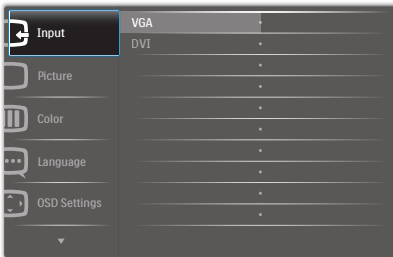 Input
VGA
DVI
Picture
Color
Language
OSD Settings